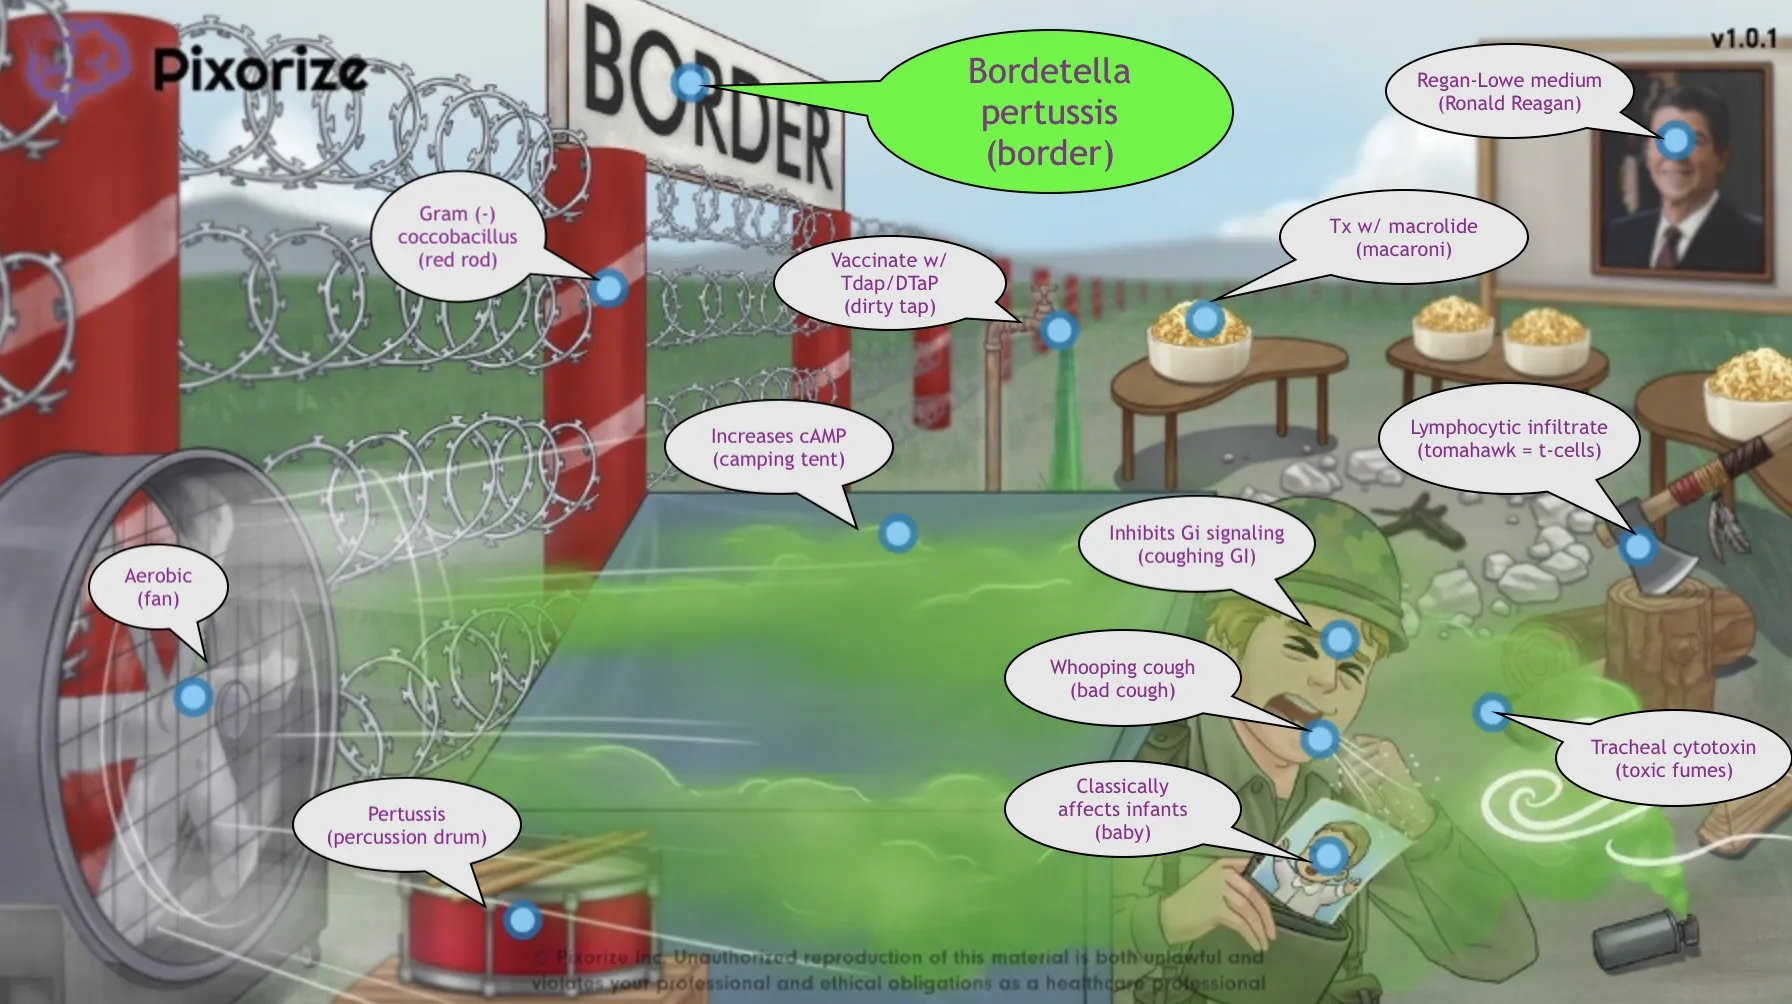 Pixorize
BORDER
v1.0.1
Bordetella
pertussis
(border)
Regan-Lowe medium
(Ronald Reagan)
Gram (-)
coccobacillus
(red rod)
Vaccinate w/
Tdap/DTaP
(dirty tap)
Tx w/ macrolide
(macaroni)
Increases cAMP
(camping tent)
Lymphocytic infiltrate
(tomahawk = t-cells)
Inhibits Gi signaling
(coughing GI)
Aerobic
(fan)
Whooping cough
(bad cough)
Tracheal cytotoxin
(toxic fumes)
Classically
affects infants
(baby)
Pertussis
(percussion drum)
© Pixorize Inc. Unauthorized reproduction of this material is both unlawful and
violates your professional and ethical obligations as a healthcare professional